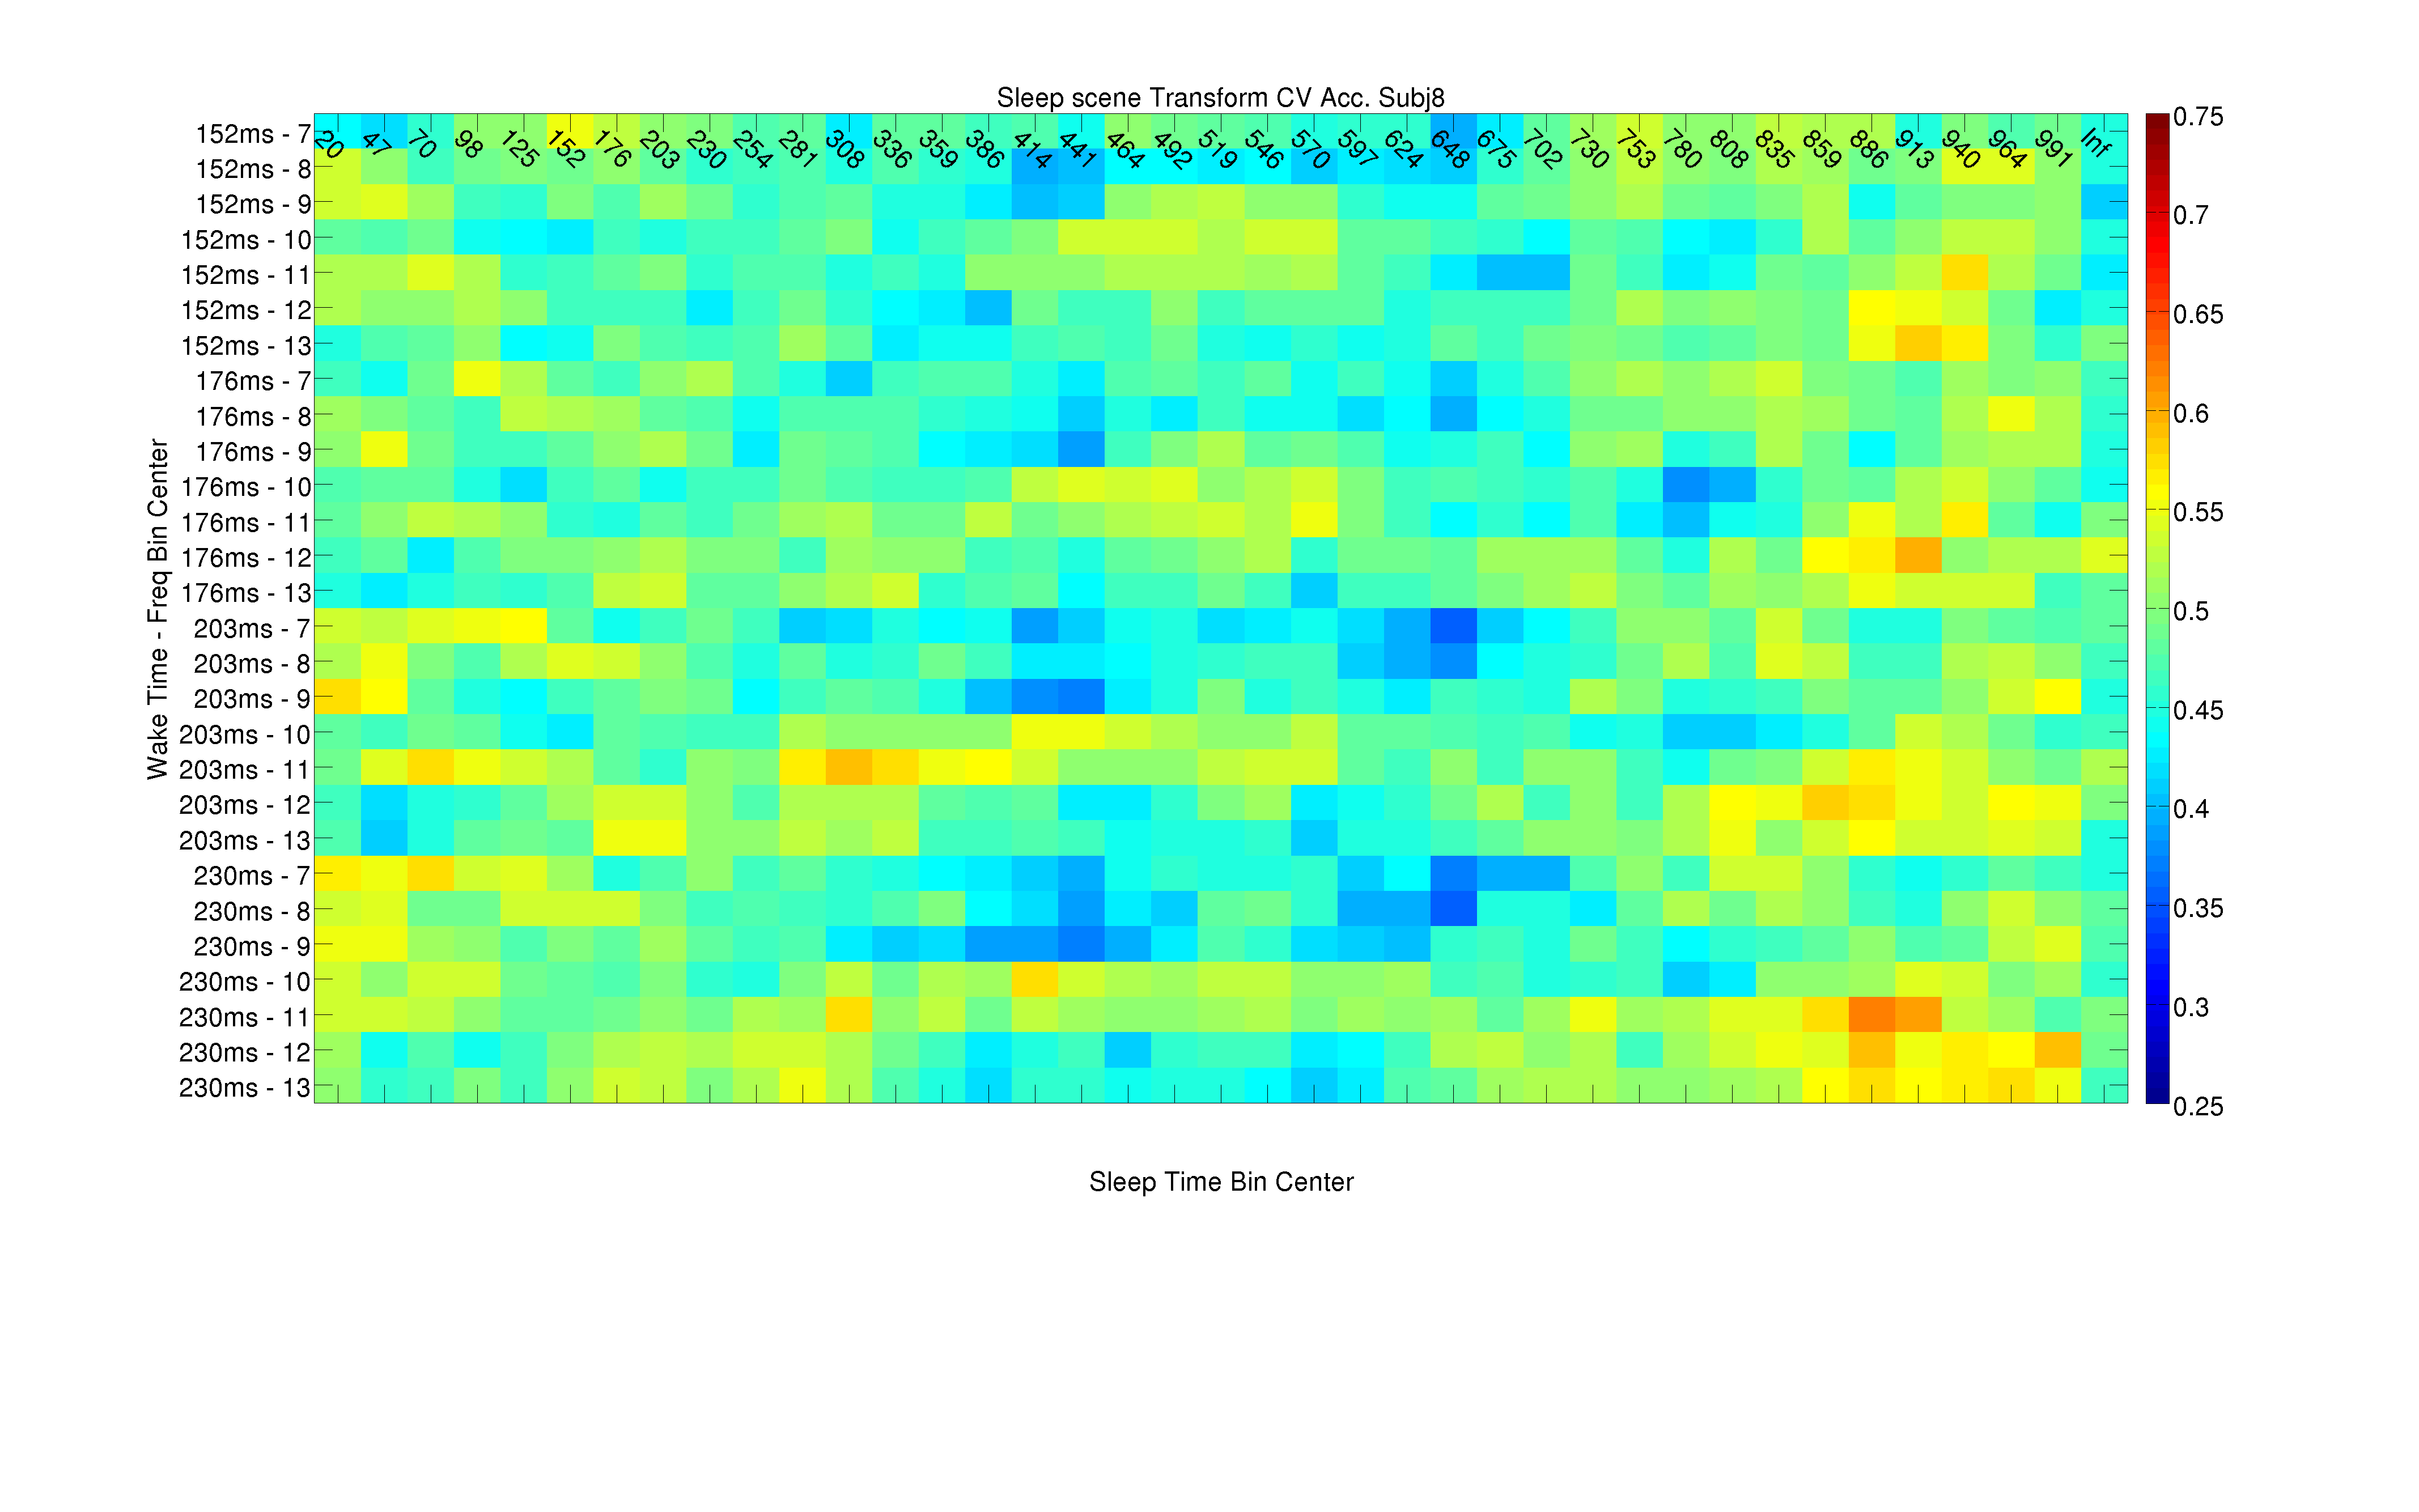 Sleep scene Transform CV Acc. Subj8
20 47 70 98 125 152 176 203 230 254 281 308 336 359 386 414 441 464 492 519 546 570 597 624 648 675 702 730 753 780 808 835 859 886 913 940 964 991 Inf
152ms - 7
152ms - 8
152ms - 9
152ms - 10
152ms - 11
152ms - 12
152ms - 13
176ms - 7
176ms - 8
176ms - 9
176ms - 10
176ms - 11
176ms - 12
176ms - 13
203ms - 7
203ms - 8
203ms - 9
203ms - 10
203ms - 11
203ms - 12
203ms - 13
230ms - 7
230ms - 8
230ms - 9
230ms - 10
230ms - 11
230ms - 12
230ms - 13
Wake Time - Freq Bin Center
Sleep Time Bin Center
0.75
0.7
0.65
0.6
0.55
0.5
0.45
0.4
0.35
0.3
0.25